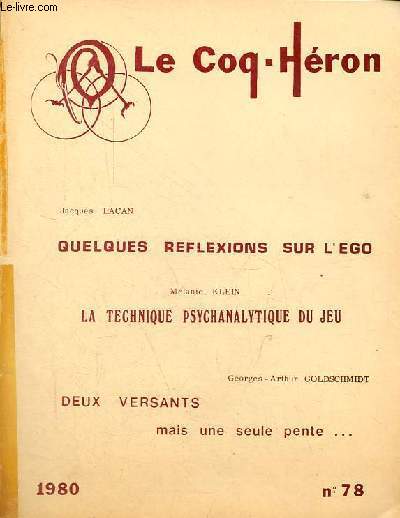 Le-livre.com
Le Coq-Héron
Jacques LACAN
QUELQUES REFLEXIONS SUR L'EGO
Mélanie KLEIN
LA TECHNIQUE PSYCHANALYTIQUE DU JEU
Georges-Arthur GOLDSCHMIDT
DEUX VERSANTS
mais une seule pente ...
1980
n° 78